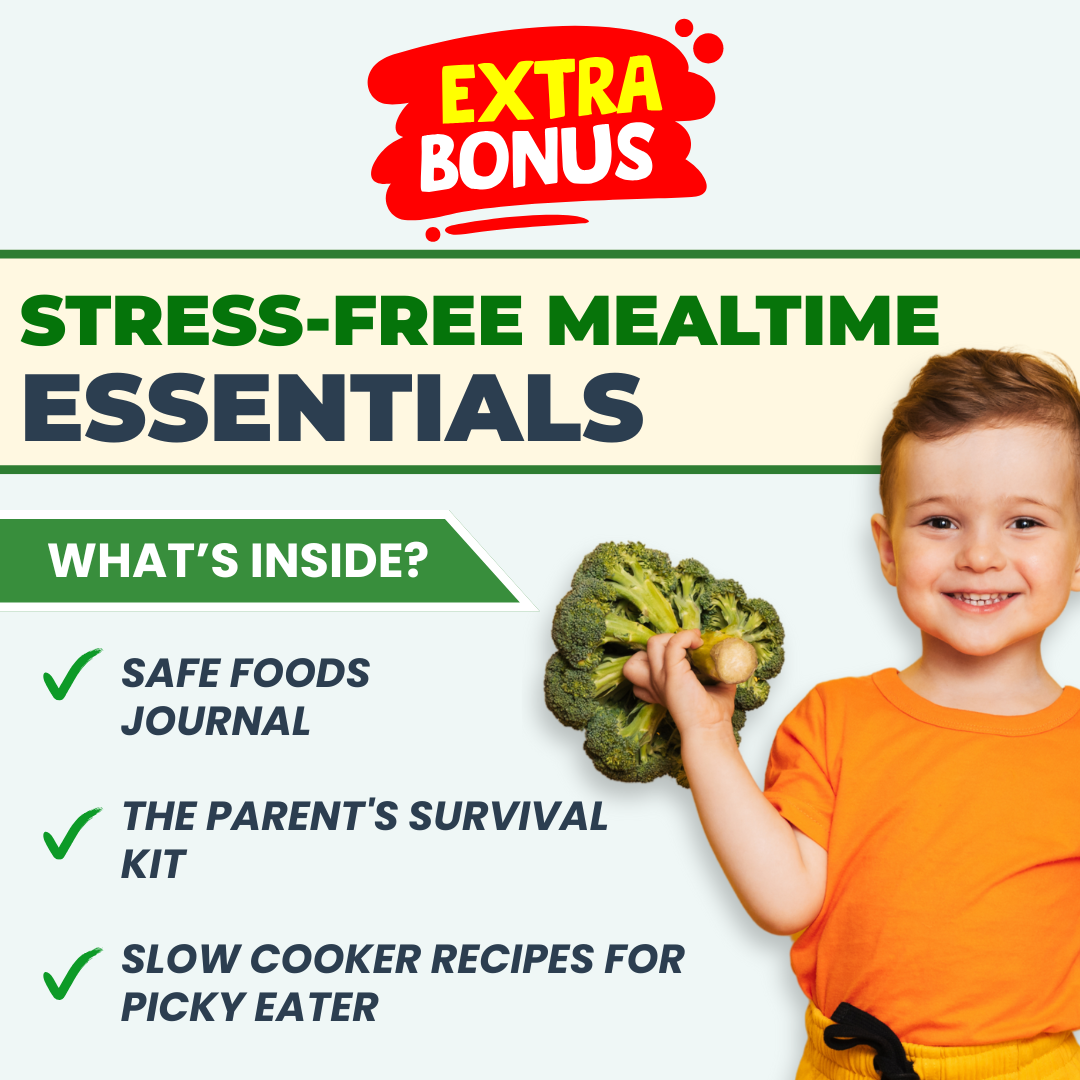 EXTRA
BONUS
STRESS-FREE MEALTIME
ESSENTIALS
WHAT’S INSIDE?
SAFE FOODS
JOURNAL
THE PARENT'S SURVIVAL
KIT
SLOW COOKER RECIPES FOR
PICKY EATER